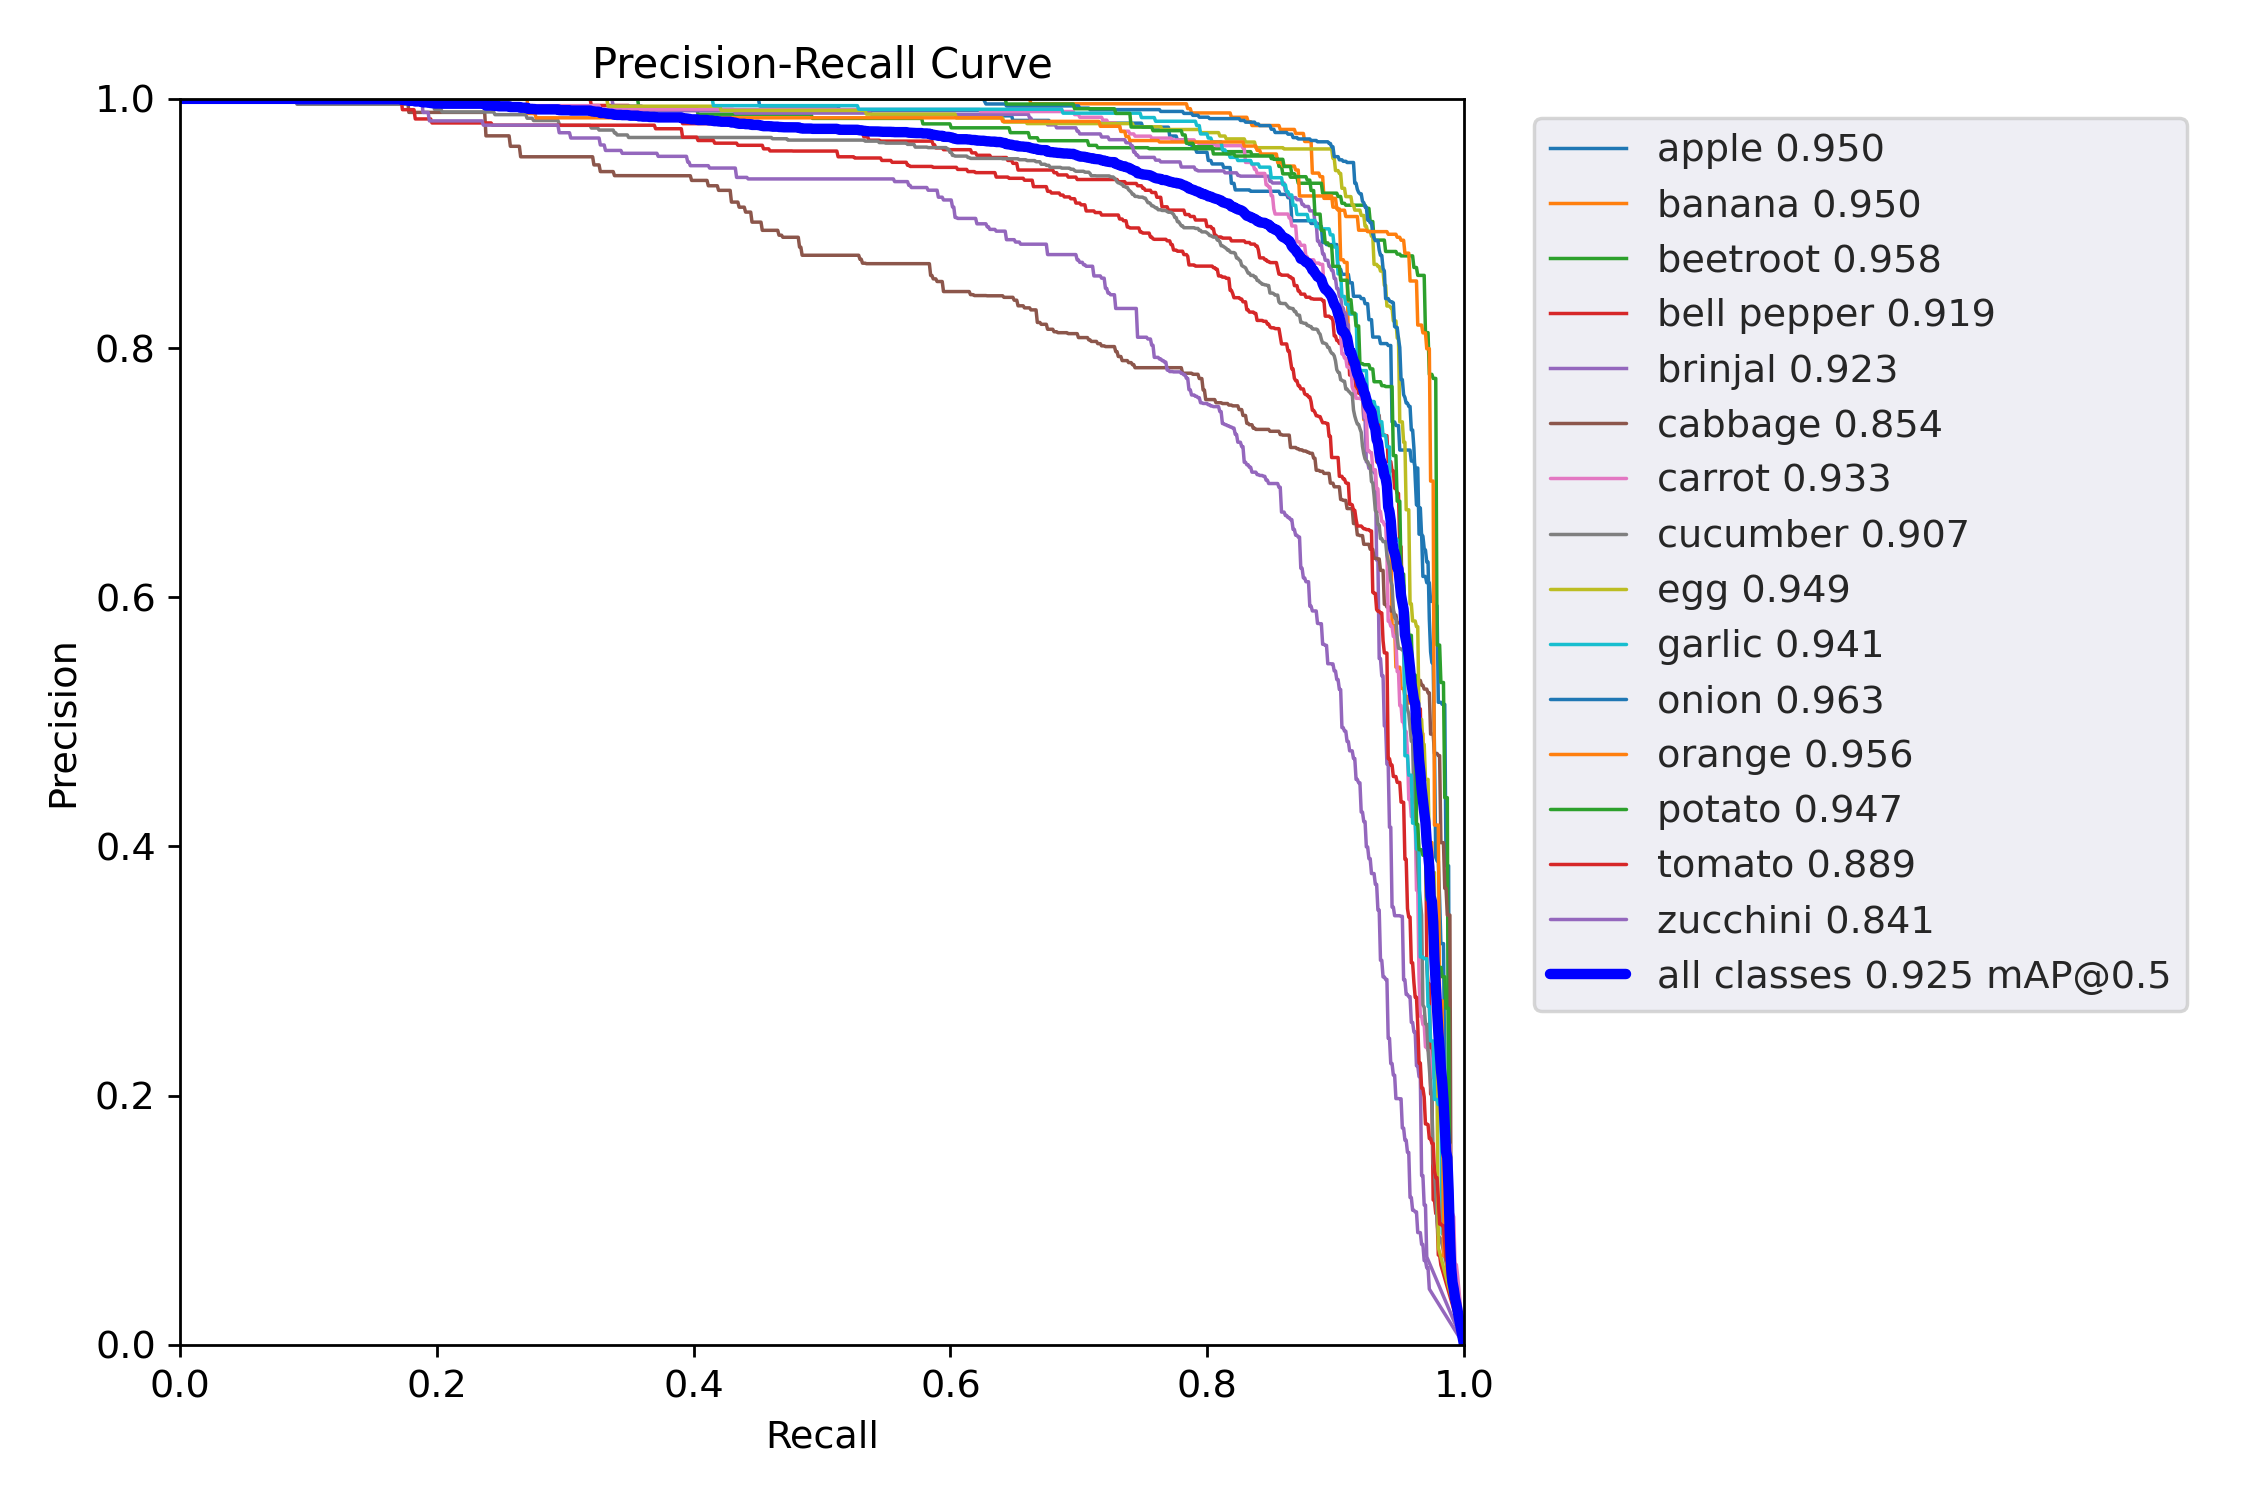 Precision-Recall Curve
1.0
0.8
0.6
0.4
0.2
0.0
Precision
0.0 0.2 0.4 0.6 0.8 1.0
Recall
apple 0.950
banana 0.950
beetroot 0.958
bell pepper 0.919
brinjal 0.923
cabbage 0.854
carrot 0.933
cucumber 0.907
egg 0.949
garlic 0.941
onion 0.963
orange 0.956
potato 0.947
tomato 0.889
zucchini 0.841
all classes 0.925 mAP@0.5